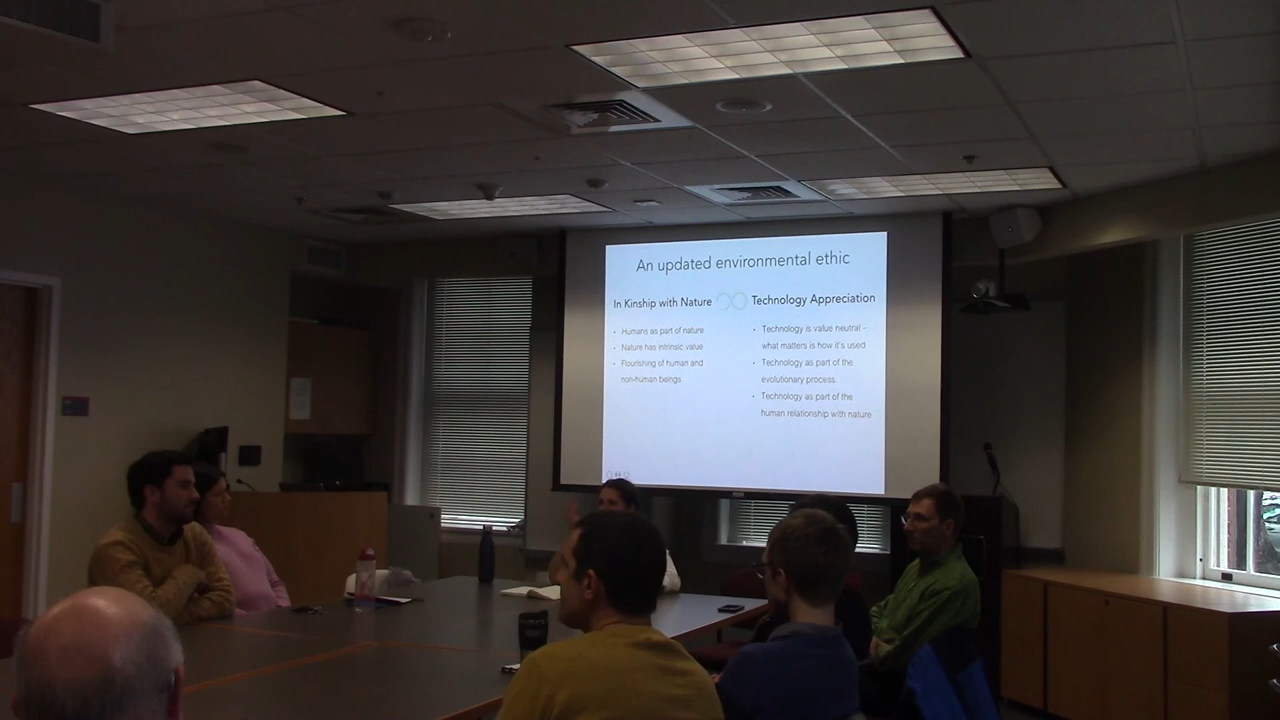 An updated environmental ethic
In Kinship with Nature
Technology Appreciation
• Humans as part of nature
• Nature has intrinsic value
• Flourishing of human and
non-human beings
• Technology is value neutral -
what matters is how it's used
• Technology as part of the
evolutionary process.
• Technology as part of the
human relationship with nature